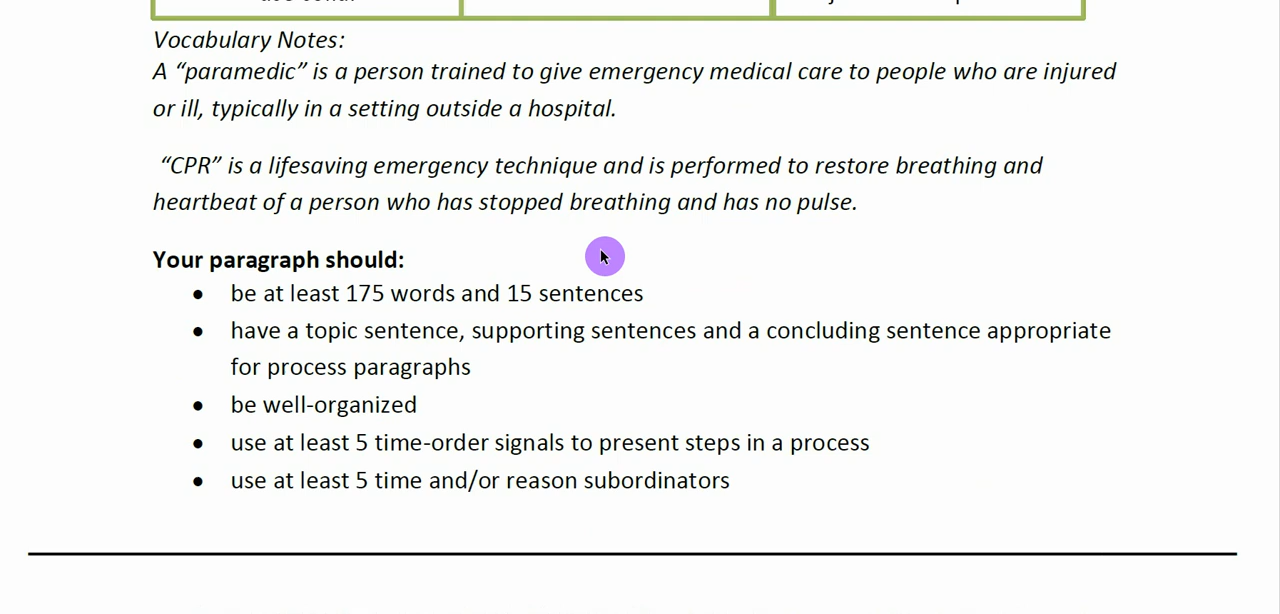 Vocabulary Notes:
A “paramedic” is a person trained to give emergency medical care to people who are injured
or ill, typically in a setting outside a hospital.
“CPR” is a lifesaving emergency technique and is performed to restore breathing and
heartbeat of a person who has stopped breathing and has no pulse.
Your paragraph should:
• be at least 175 words and 15 sentences
• have a topic sentence, supporting sentences and a concluding sentence appropriate
for process paragraphs
• be well-organized
• use at least 5 time-order signals to present steps in a process
• use at least 5 time and/or reason subordinators